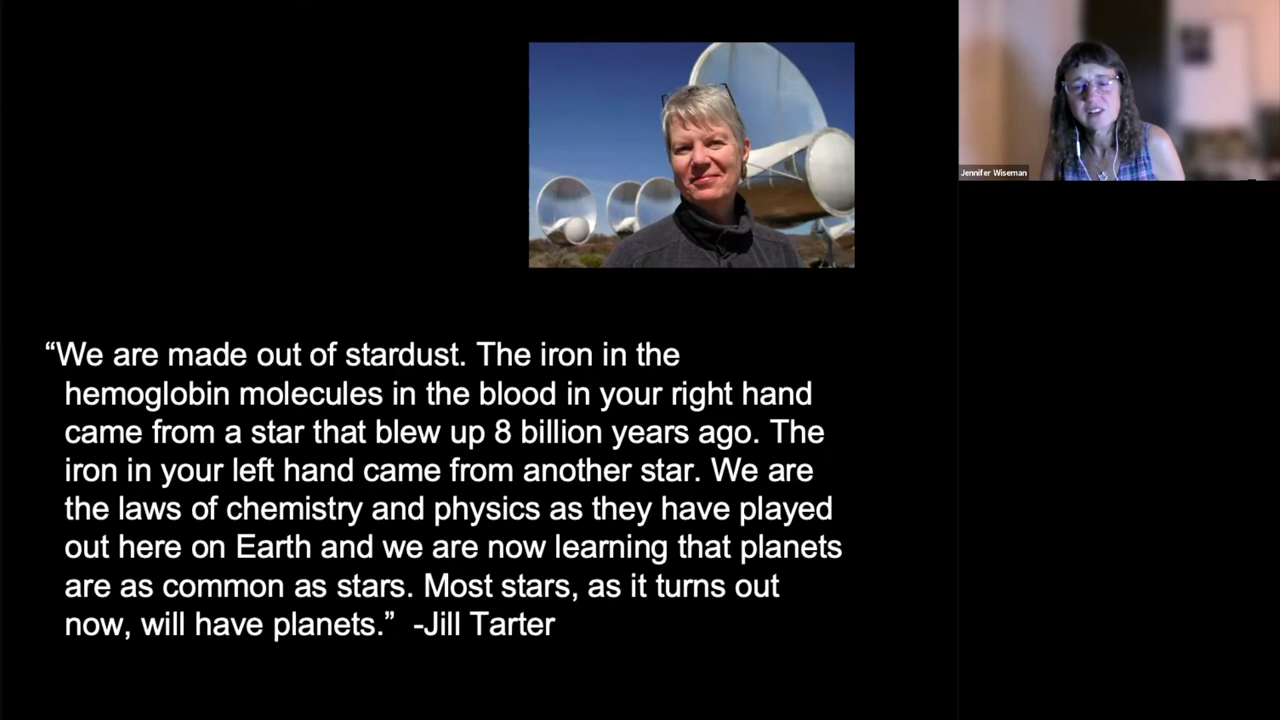 Jennifer Wiseman
“We are made out of stardust. The iron in the
hemoglobin molecules in the blood in your right hand
came from a star that blew up 8 billion years ago. The
iron in your left hand came from another star. We are
the laws of chemistry and physics as they have played
out here on Earth and we are now learning that planets
are as common as stars. Most stars, as it turns out
now, will have planets.”  -Jill Tarter